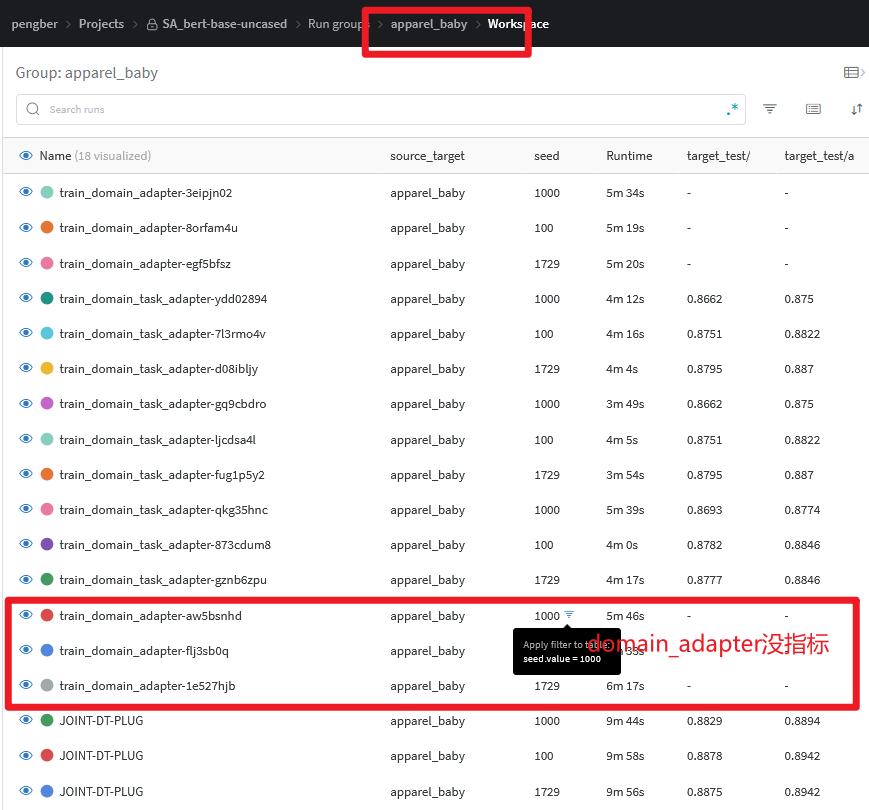 pengber > Projects > SA_bert-base-uncased > Run groups > apparel_baby > Workspace
Group: apparel_baby
Search runs
.*
Name (18 visualized) source_target seed Runtime target_test/ target_test/a
train_domain_adapter-3eipjn02 apparel_baby 1000 5m 34s - -
train_domain_adapter-8orfam4u apparel_baby 100 5m 19s - -
train_domain_adapter-egf5bfsz apparel_baby 1729 5m 20s - -
train_domain_task_adapter-ydd02894 apparel_baby 1000 4m 12s 0.8662 0.875
train_domain_task_adapter-7l3rmo4v apparel_baby 100 4m 16s 0.8751 0.8822
train_domain_task_adapter-d08ibljy apparel_baby 1729 4m 4s 0.8795 0.887
train_domain_task_adapter-gq9cbdro apparel_baby 1000 3m 49s 0.8662 0.875
train_domain_task_adapter-ljcdsa4l apparel_baby 100 4m 5s 0.8751 0.8822
train_domain_task_adapter-fug1p5y2 apparel_baby 1729 3m 54s 0.8795 0.887
train_domain_task_adapter-qkg35hnc apparel_baby 1000 5m 39s 0.8693 0.8774
train_domain_task_adapter-873cdum8 apparel_baby 100 4m 0s 0.8782 0.8846
train_domain_task_adapter-gznb6zpu apparel_baby 1729 4m 17s 0.8777 0.8846
train_domain_adapter-aw5bsnhd apparel_baby 1000 5m 46s - -
Apply filter to table:
seed.value = 1000
domain_adapter没指标
train_domain_adapter-flj3sb0q apparel_baby
train_domain_adapter-1e527hjb apparel_baby 1729 6m 17s - -
JOINT-DT-PLUG apparel_baby 1000 9m 44s 0.8829 0.8894
JOINT-DT-PLUG apparel_baby 100 9m 58s 0.8878 0.8942
JOINT-DT-PLUG apparel_baby 1729 9m 56s 0.8875 0.8942